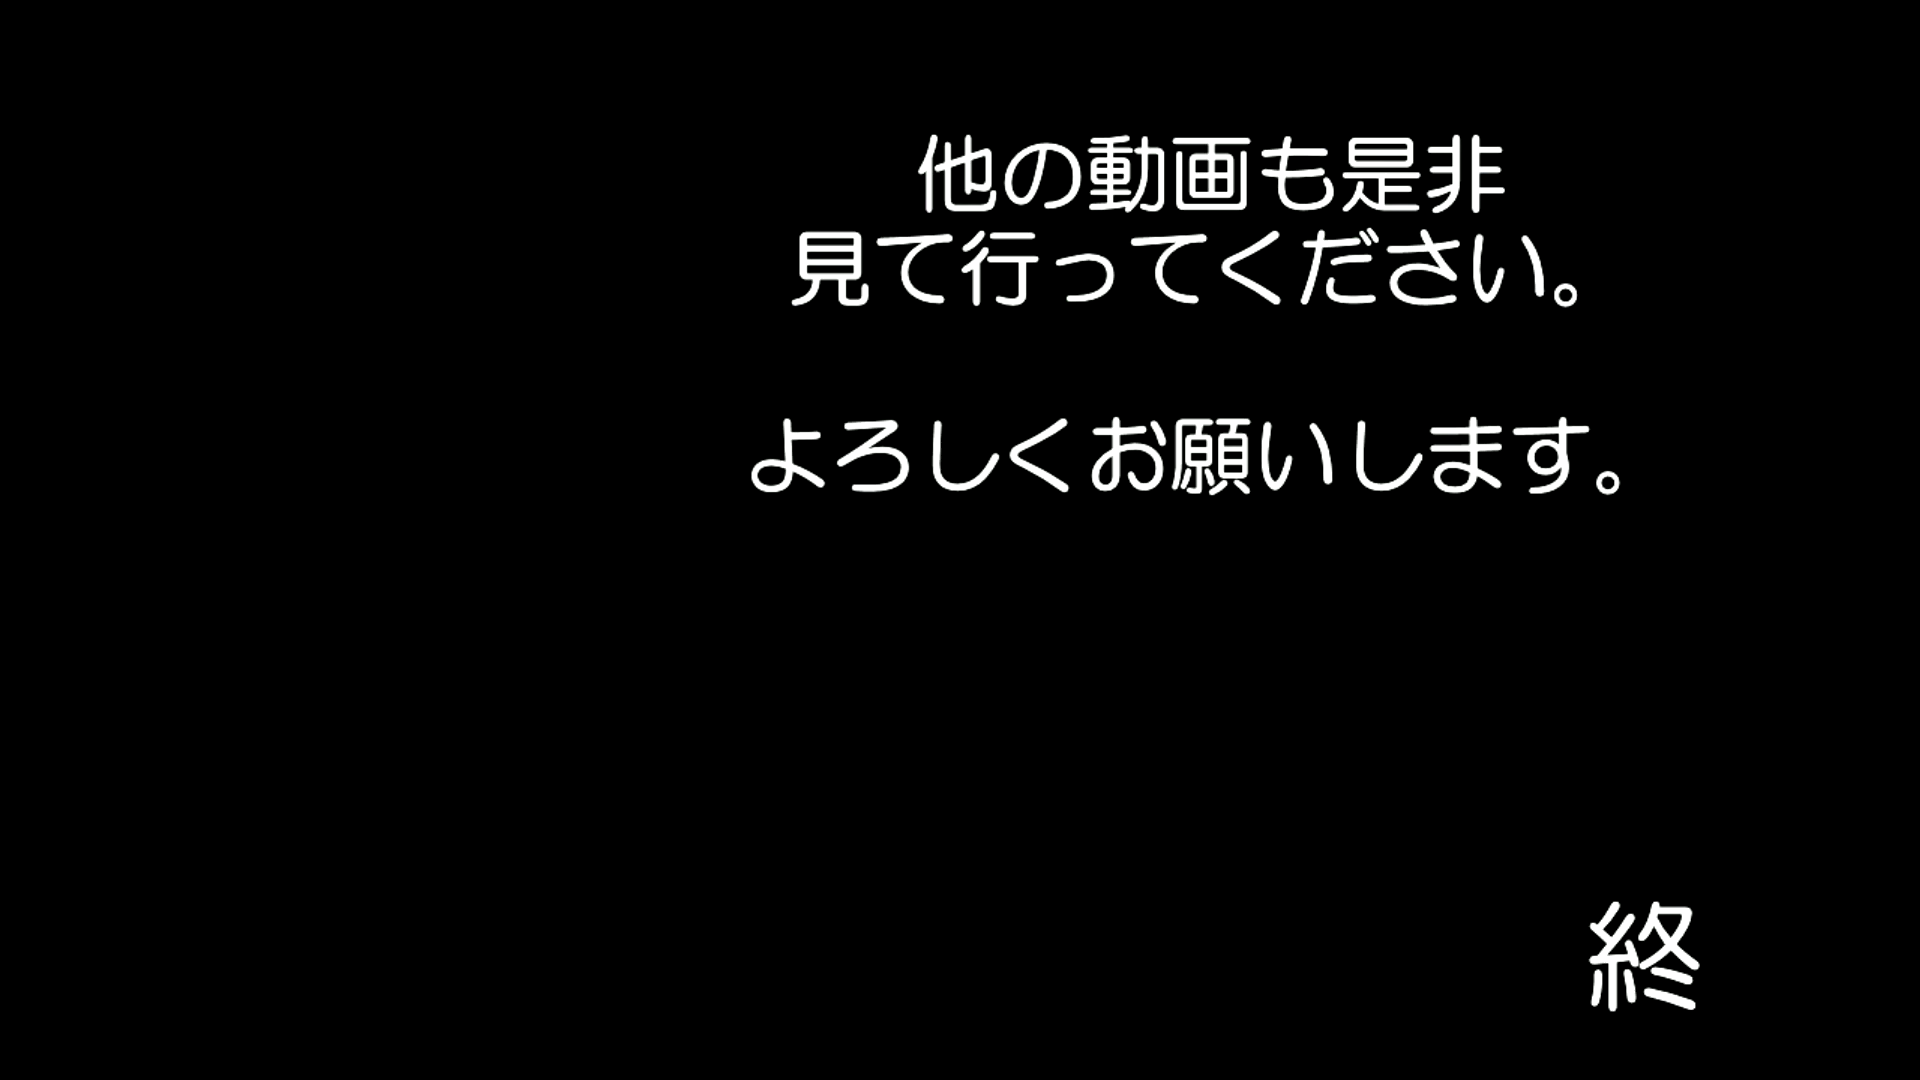 他の動画も是非
見て行ってください。
よろしくお願いします。
終